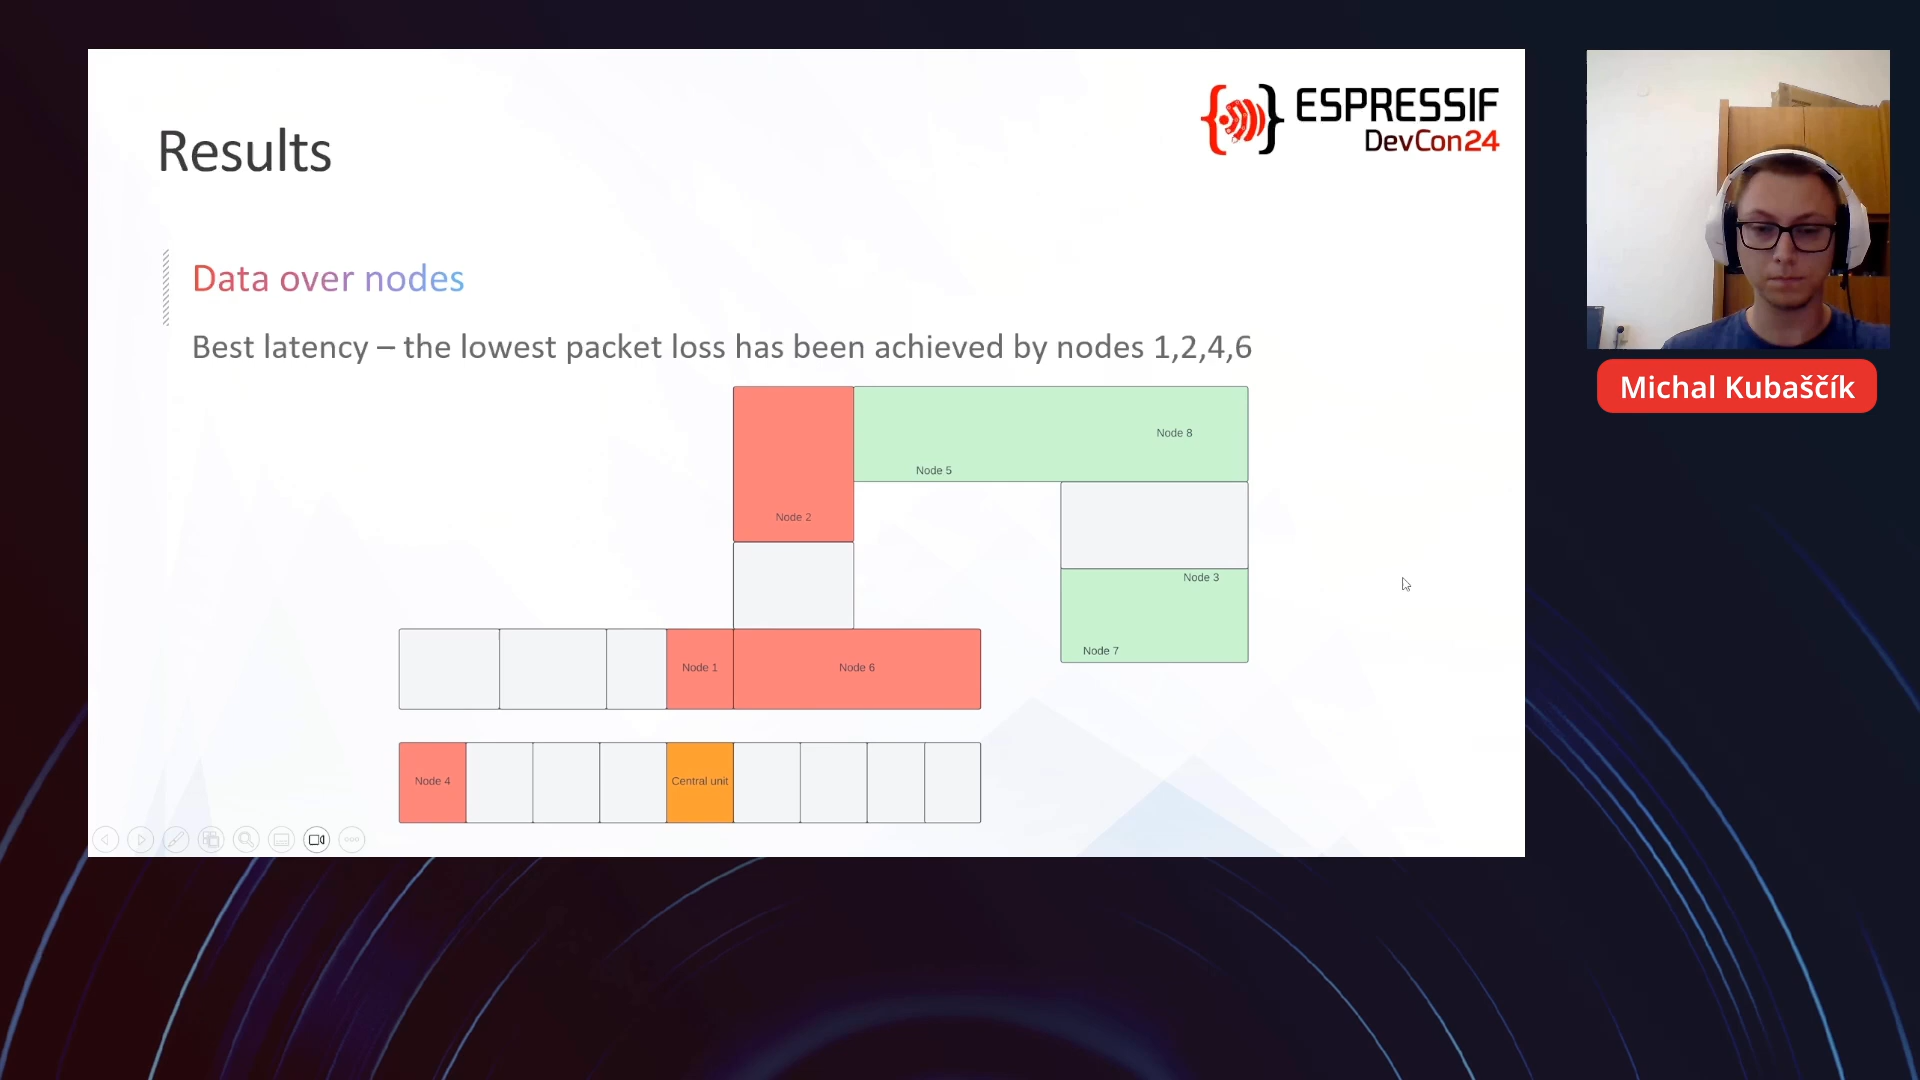 Results
ESPRESSIF
DevCon24
Data over nodes
Best latency – the lowest packet loss has been achieved by nodes 1,2,4,6
Michal Kubaščík
Node 8
Node 5
Node 2
Node 3
Node 7
Node 1
Node 6
Node 4
Central unit